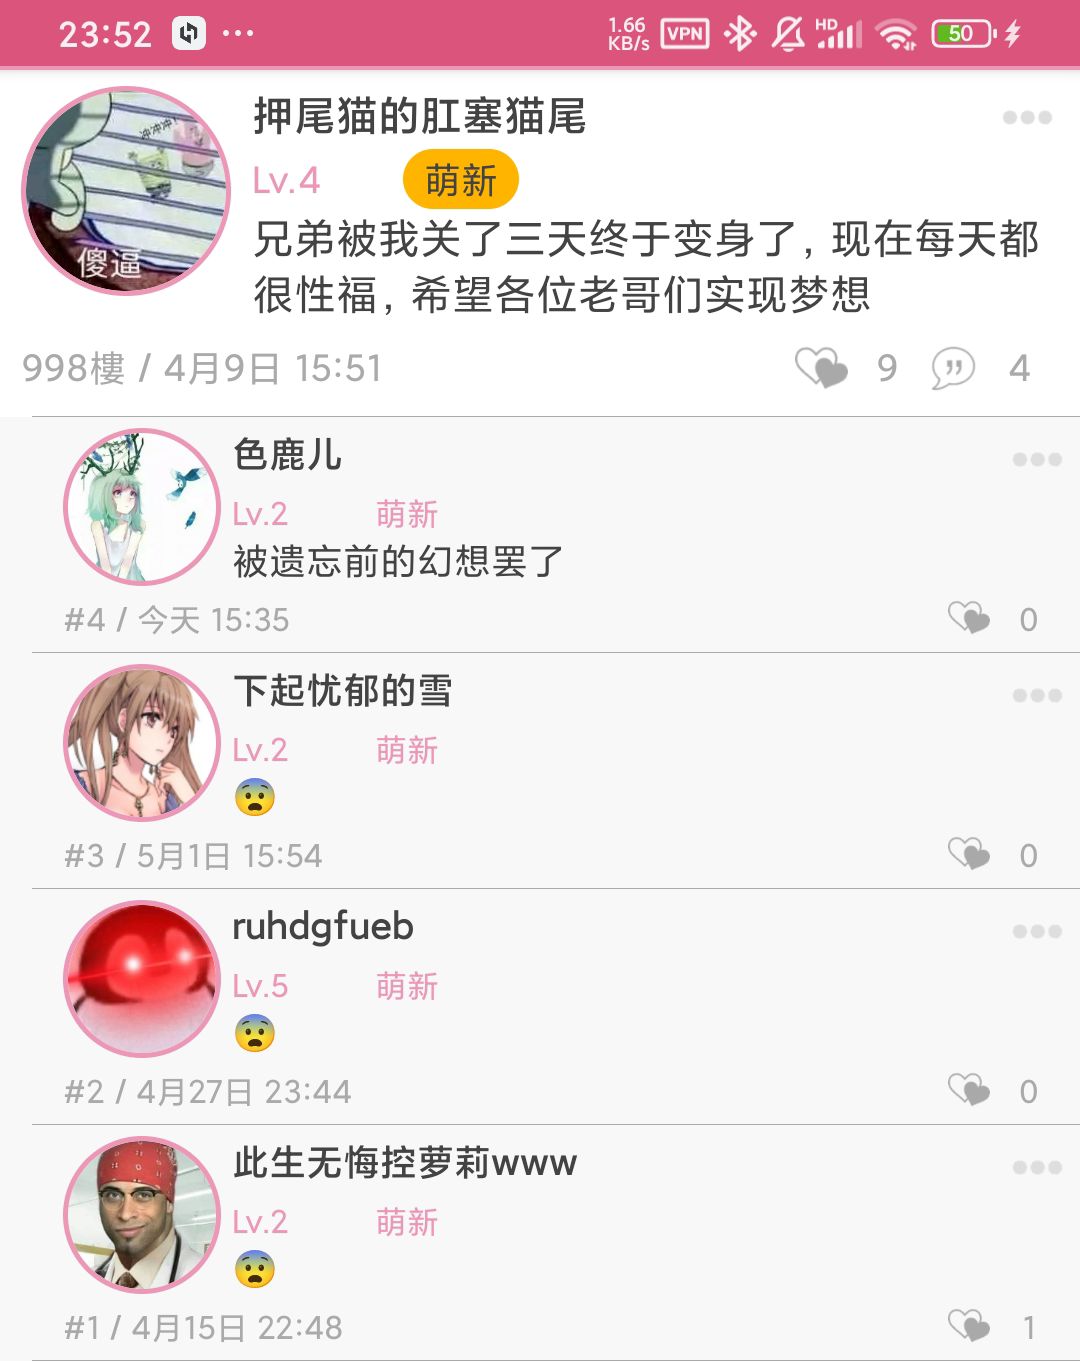 23:52
1.66 KB/s VPN HD 50
冲冲冲!
傻逼
押尾猫的肛塞猫尾
Lv.4 萌新
兄弟被我关了三天终于变身了, 现在每天都
很性福, 希望各位老哥们实现梦想
998樓 / 4月9日 15:51 9 4
色鹿儿
Lv.2 萌新
被遗忘前的幻想罢了
#4 / 今天 15:35 0
下起忧郁的雪
Lv.2 萌新
😨
#3 / 5月1日 15:54 0
ruhdgfueb
Lv.5 萌新
😨
#2 / 4月27日 23:44 0
此生无悔控萝莉www
Lv.2 萌新
😨
#1 / 4月15日 22:48 1